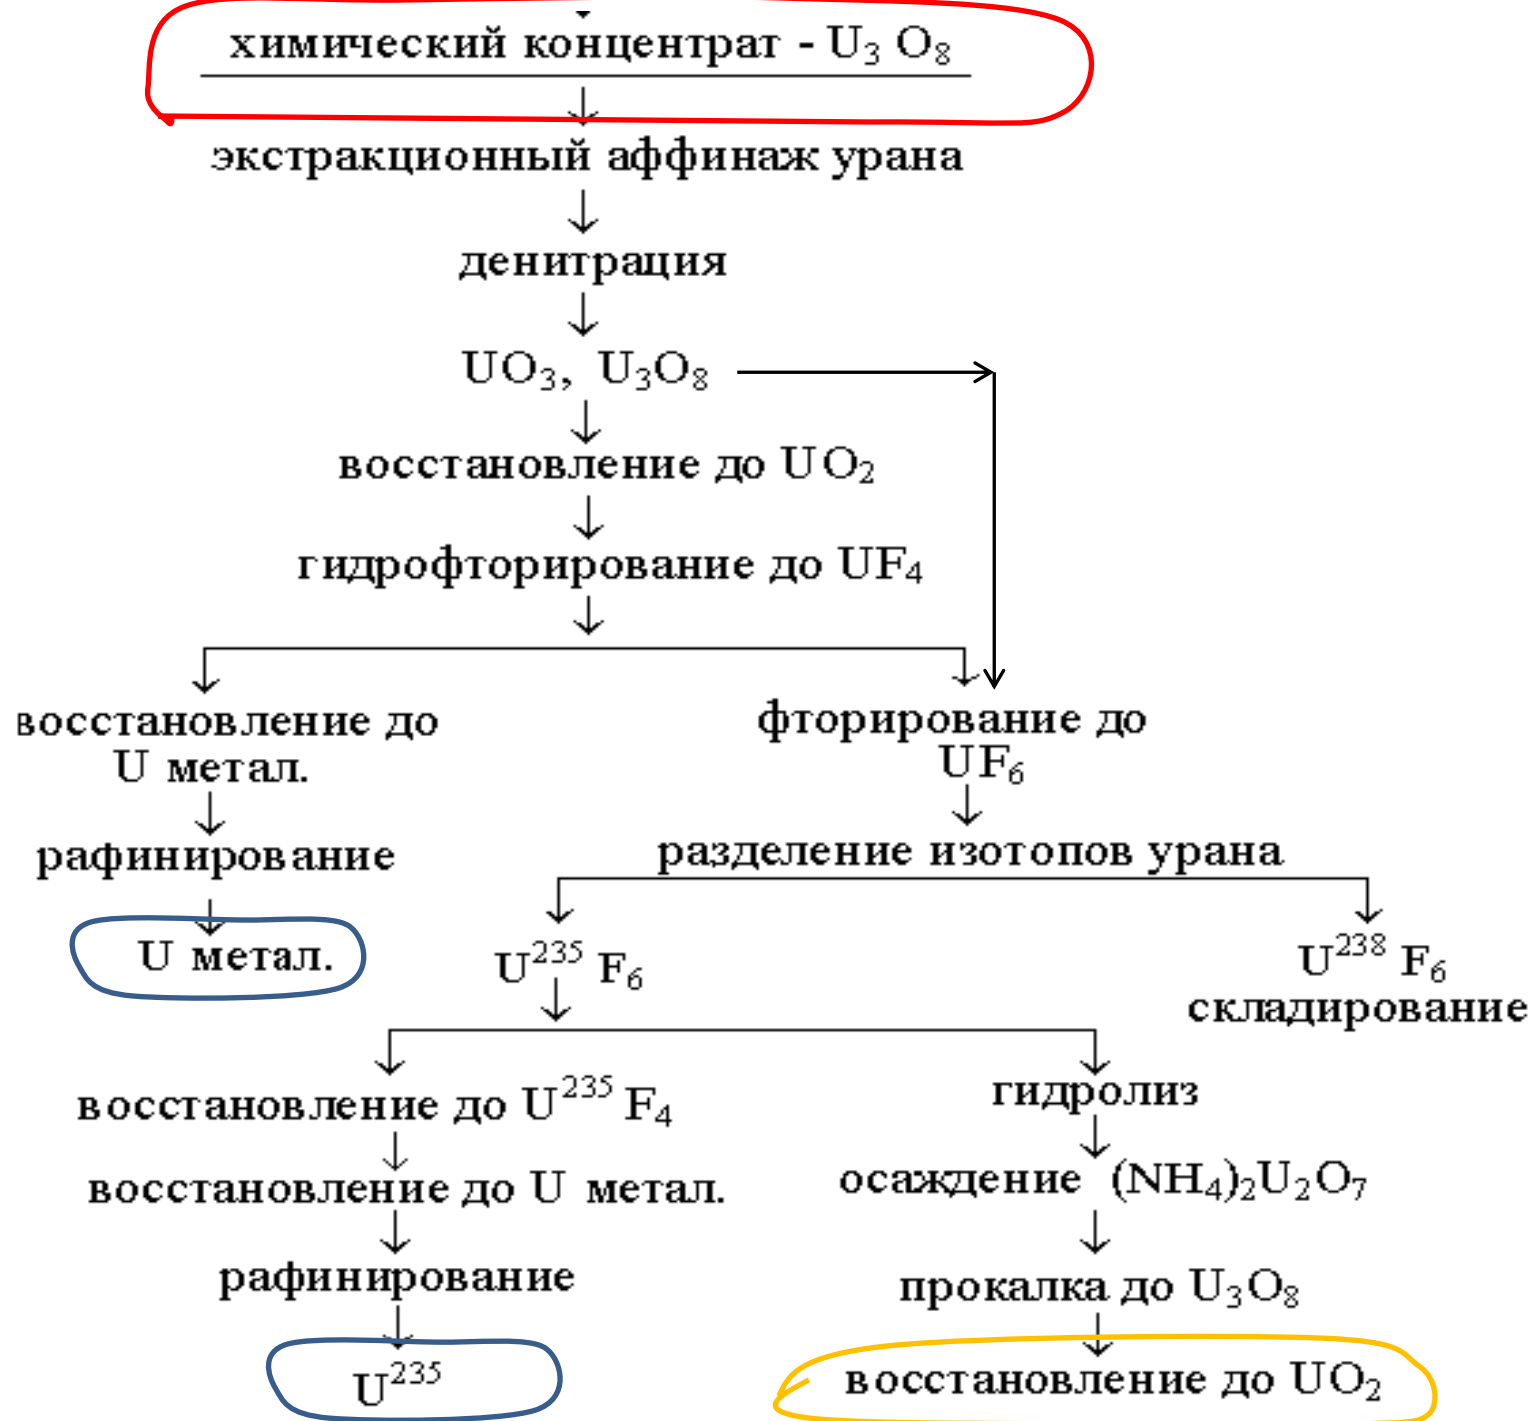 химический концентрат - U₃ O₈
экстракционный аффинаж урана
денитрация
UO₃, U₃O₈
восстановление до UO₂
гидрофторирование до UF₄
восстановление до
U метал.
фторирование до
UF₆
рафинирование
разделение изотопов урана
U метал.
U²³⁵ F₆
U²³⁸ F₆
складирование
восстановление до U²³⁵ F₄
гидролиз
восстановление до U метал.
осаждение (NH₄)₂U₂O₇
рафинирование
прокалка до U₃O₈
U²³⁵
восстановление до UO₂